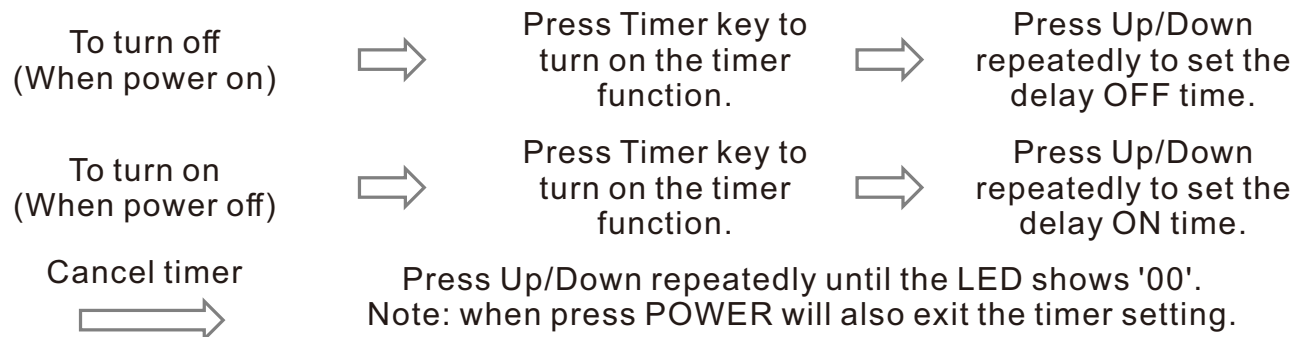 To turn off
(When power on)
Press Timer key to
turn on the timer
function.
Press Up/Down
repeatedly to set the
delay OFF time.
To turn on
(When power off)
Press Timer key to
turn on the timer
function.
Press Up/Down
repeatedly to set the
delay ON time.
Cancel timer
Press Up/Down repeatedly until the LED shows '00'.
Note: when press POWER will also exit the timer setting.